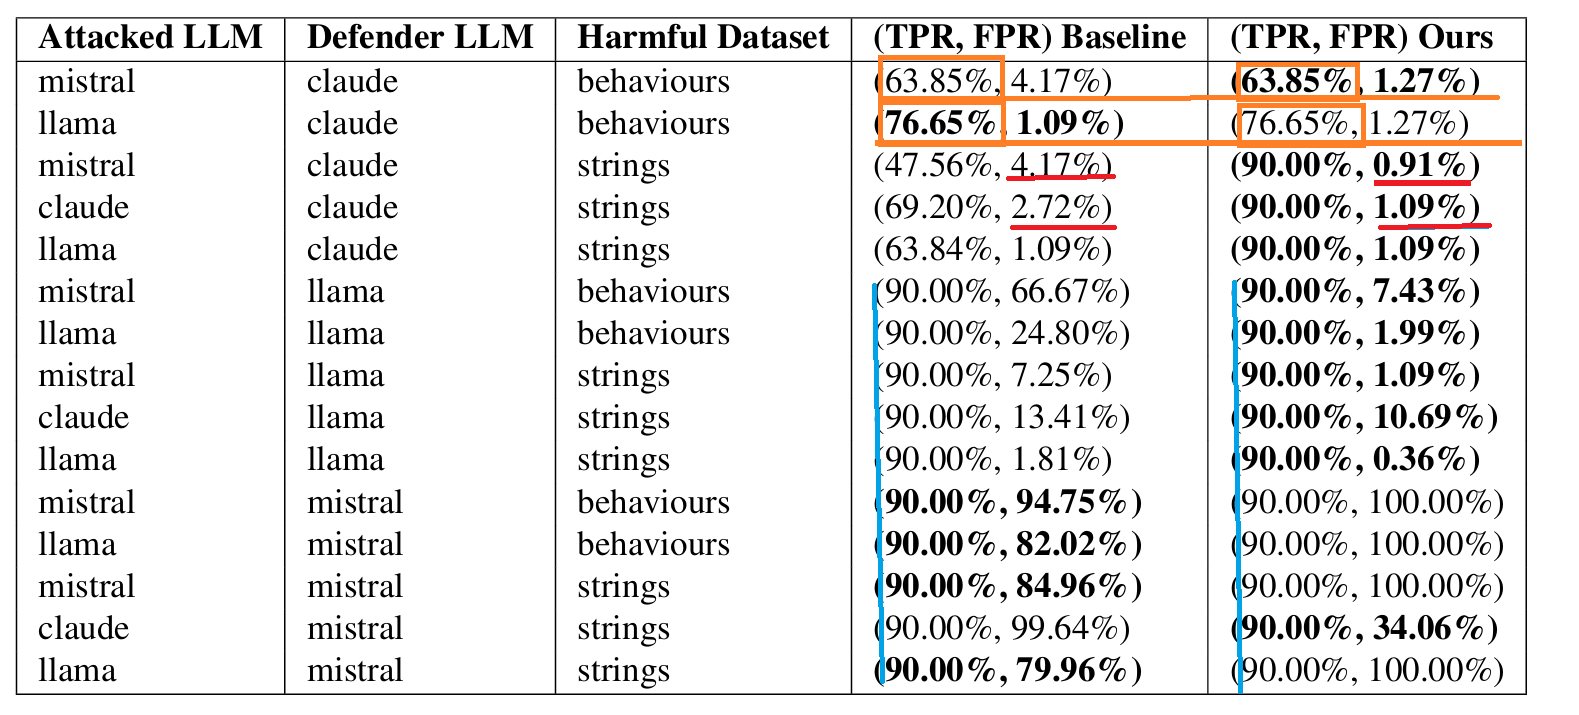 Attacked LLM Defender LLM Harmful Dataset (TPR, FPR) Baseline (TPR, FPR) Ours
mistral claude behaviours (63.85%, 4.17%) (63.85%, 1.27%)
llama claude behaviours (76.65%, 1.09%) (76.65%, 1.27%)
mistral claude strings (47.56%, 4.17%) (90.00%, 0.91%)
claude claude strings (69.20%, 2.72%) (90.00%, 1.09%)
llama claude strings (63.84%, 1.09%) (90.00%, 1.09%)
mistral llama behaviours (90.00%, 66.67%) (90.00%, 7.43%)
llama llama behaviours (90.00%, 24.80%) (90.00%, 1.99%)
mistral llama strings (90.00%, 7.25%) (90.00%, 1.09%)
claude llama strings (90.00%, 13.41%) (90.00%, 10.69%)
llama llama strings (90.00%, 1.81%) (90.00%, 0.36%)
mistral mistral behaviours (90.00%, 94.75%) (90.00%, 100.00%)
llama mistral behaviours (90.00%, 82.02%) (90.00%, 100.00%)
mistral mistral strings (90.00%, 84.96%) (90.00%, 100.00%)
claude mistral strings (90.00%, 99.64%) (90.00%, 34.06%)
llama mistral strings (90.00%, 79.96%) (90.00%, 100.00%)